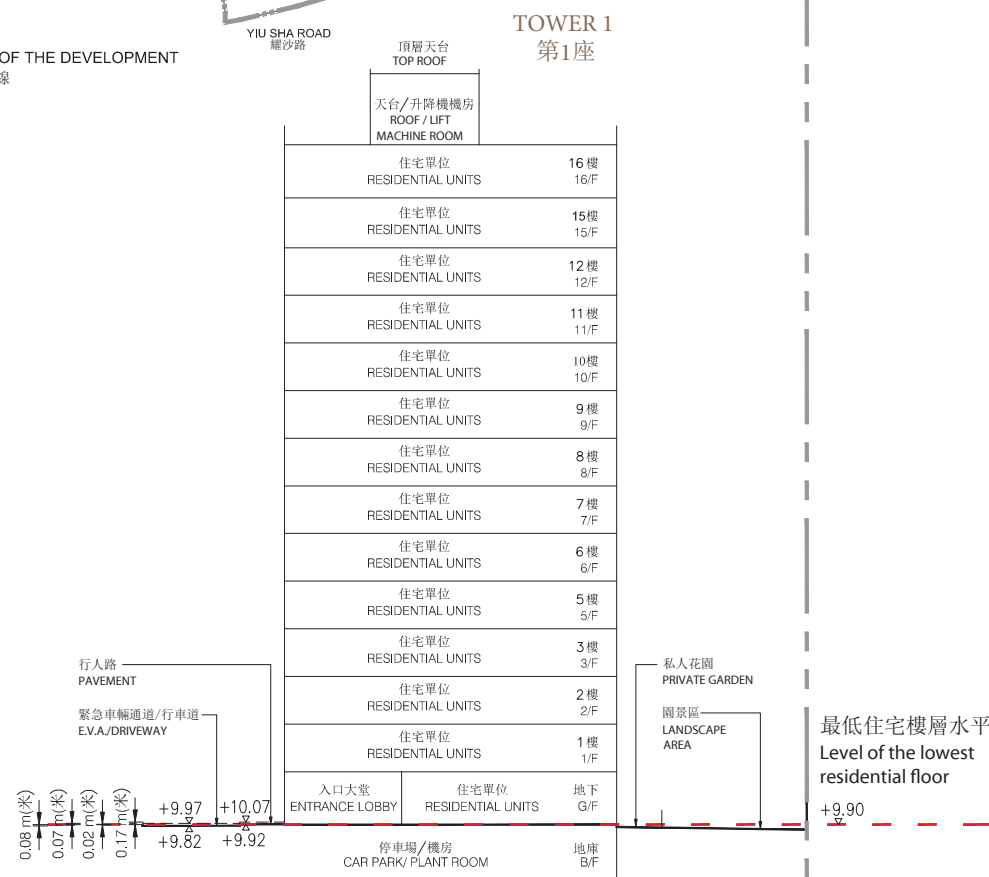 YIU SHA ROAD
耀沙路
OF THE DEVELOPMENT
線
TOWER 1
第1座
頂層天台
TOP ROOF
天台/升降機機房
ROOF / LIFT
MACHINE ROOM
住宅單位 16樓
RESIDENTIAL UNITS 16/F
住宅單位 15樓
RESIDENTIAL UNITS 15/F
住宅單位 12樓
RESIDENTIAL UNITS 12/F
住宅單位 11樓
RESIDENTIAL UNITS 11/F
住宅單位 10樓
RESIDENTIAL UNITS 10/F
住宅單位 9樓
RESIDENTIAL UNITS 9/F
住宅單位 8樓
RESIDENTIAL UNITS 8/F
住宅單位 7樓
RESIDENTIAL UNITS 7/F
住宅單位 6樓
RESIDENTIAL UNITS 6/F
住宅單位 5樓
RESIDENTIAL UNITS 5/F
住宅單位 3樓
RESIDENTIAL UNITS 3/F
住宅單位 2樓
RESIDENTIAL UNITS 2/F
住宅單位 1樓
RESIDENTIAL UNITS 1/F
入口大堂 住宅單位 地下
ENTRANCE LOBBY RESIDENTIAL UNITS G/F
停車場/機房 地庫
CAR PARK/ PLANT ROOM B/F
行人路
PAVEMENT
緊急車輛通道/行車道
E.V.A./DRIVEWAY
私人花園
PRIVATE GARDEN
園景區
LANDSCAPE
AREA
最低住宅樓層水平
Level of the lowest
residential floor
+9.90
0.08 m(米)
0.07 m(米)
0.02 m(米)
0.17 m(米)
+9.97 +10.07
+9.82 +9.92